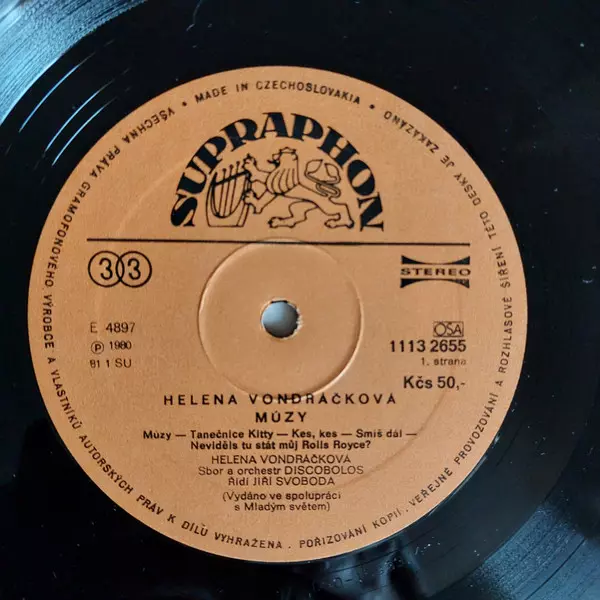 VŠECHNA PRÁVA GRAMOFONOVÉHO VÝROBCE A VLASTNÍKŮ AUTORSKÝCH PRÁV K DÍLU VYHRAŽENA . POŘIZOVÁNÍ KOPIÍ, VEŘEJNÉ PROVOZOVÁNÍ A ROZHLASOVÉ ŠÍŘENÍ TÉTO DESKY JE ZAKÁZÁNO • MADE IN CZECHOSLOVAKIA •
SUPRAPHON
33
STEREO
E 4897
OSA
Ⓟ 1980
1113 2655
81 1 SU
1. strana
Kčs 50,-
HELENA VONDRÁČKOVÁ
MÚZY
Múzy — Tanečnice Kitty — Kes, kes — Smíš dál —
Neviděls tu stát můj Rolls Royce?
HELENA VONDRÁČKOVÁ
Sbor a orchestr DISCOBOLOS
Řídí JIŘÍ SVOBODA
(Vydáno ve spolupráci
s Mladým světem)